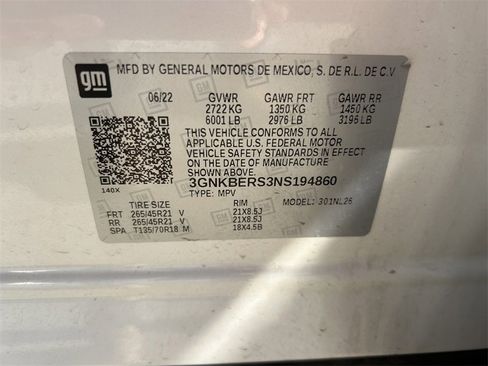 gm MFD BY GENERAL MOTORS DE MEXICO, S. DE R.L. DE C.V
06/22 GVWR GAWR FRT GAWR RR
2722 KG 1350 KG 1450 KG
6001 LB 2976 LB 3196 LB
THIS VEHICLE CONFORMS TO ALL
APPLICABLE U.S. FEDERAL MOTOR
VEHICLE SAFETY STANDARDS IN EFFECT
ON THE DATE OF MANUFACTURE SHOWN ABOVE.
140X 3GNKBERS3NS194860
TYPE: MPV MODEL: 301NL26
TIRE SIZE RIM
FRT 265/45R21 V 21X8.5J
RR 265/45R21 V 21X8.5J
SPA T135/70R18 M 18X4.5B